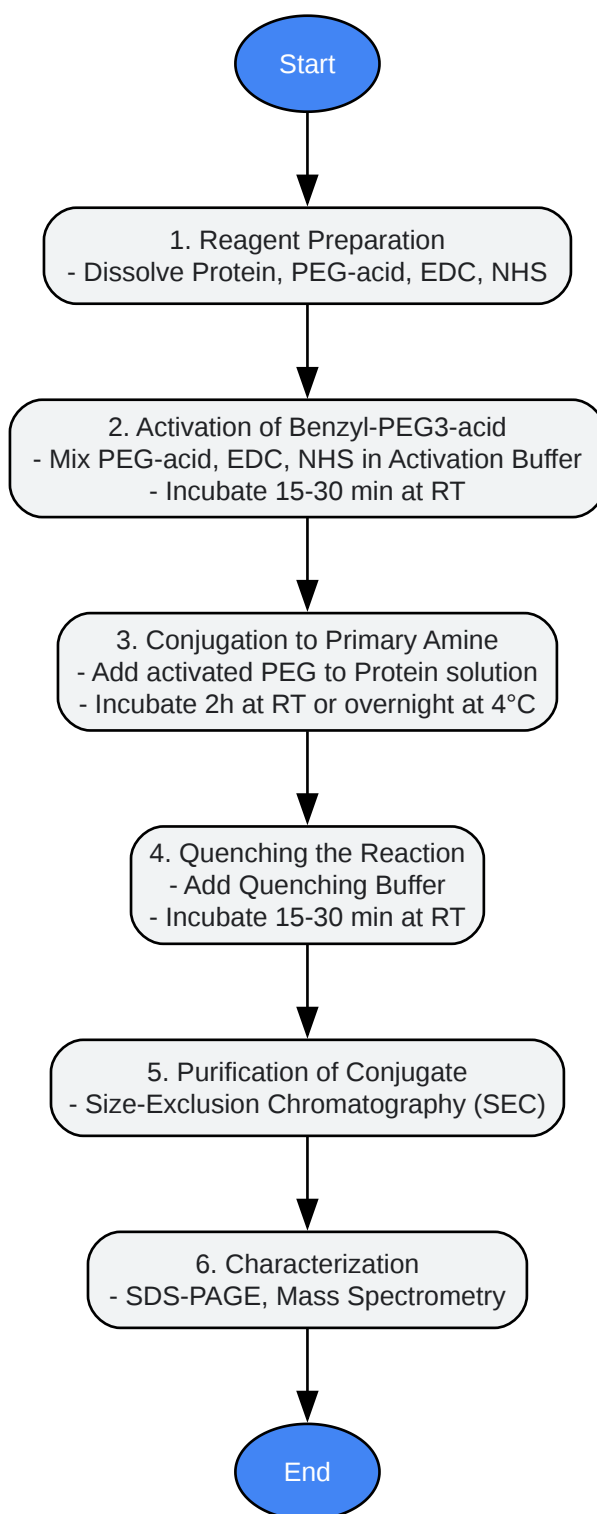 Start
1. Reagent Preparation
- Dissolve Protein, PEG-acid, EDC, NHS
2. Activation of Benzyl-PEG3-acid
- Mix PEG-acid, EDC, NHS in Activation Buffer
- Incubate 15-30 min at RT
3. Conjugation to Primary Amine
- Add activated PEG to Protein solution
- Incubate 2h at RT or overnight at 4°C
4. Quenching the Reaction
- Add Quenching Buffer
- Incubate 15-30 min at RT
5. Purification of Conjugate
- Size-Exclusion Chromatography (SEC)
6. Characterization
- SDS-PAGE, Mass Spectrometry
End